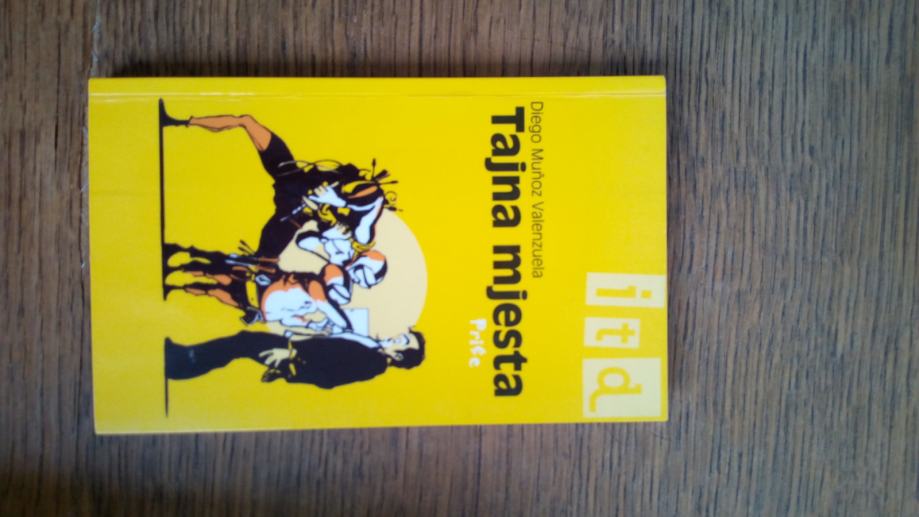 itd
Diego Muñoz Valenzuela
Tajna mjesta
Priče